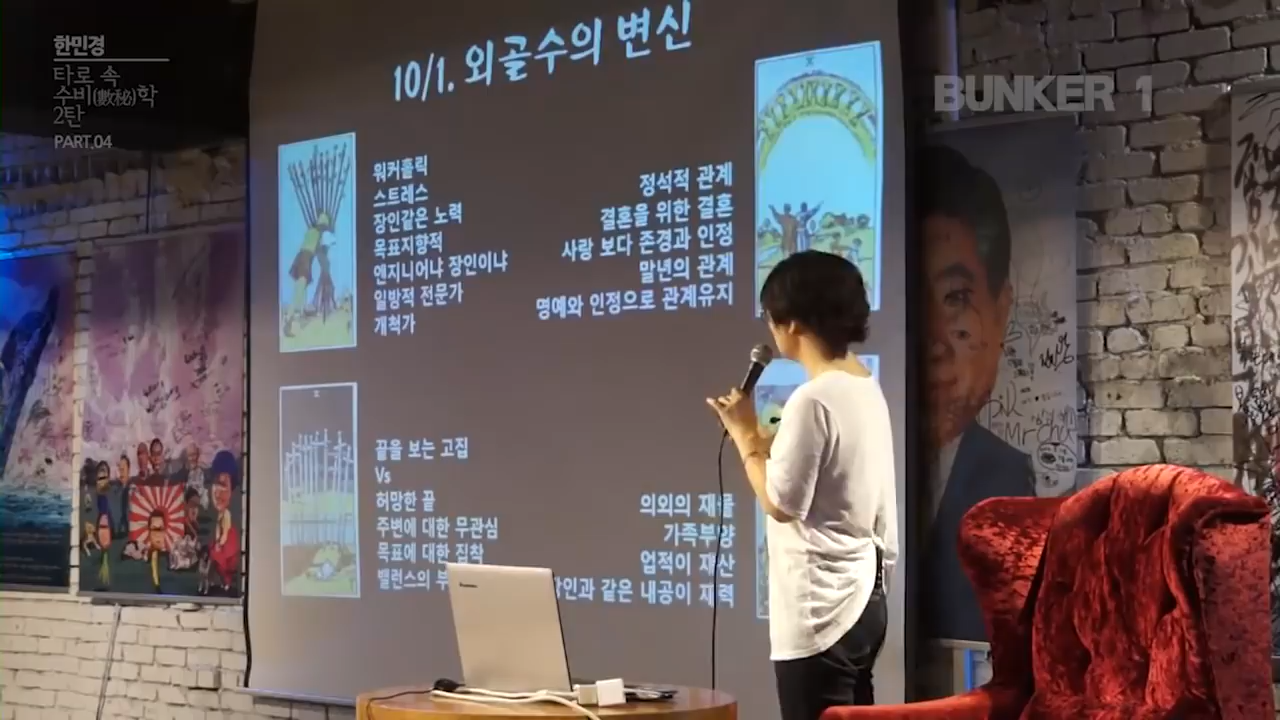 한민경
타로 속
수비(數秘)학
2탄
PART.04
BUNKER 1
10/1. 외골수의 변신
워커홀릭
스트레스
장인같은 노력
목표지향적
엔지니어냐 장인이냐
일방적 전문가
개척가
정석적 관계
결혼을 위한 결혼
사랑 보다 존경과 인정
말년의 관계
명예와 인정으로 관계유지
끝을 보는 고집
Vs
허망한 끝
주변에 대한 무관심
목표에 대한 집착
밸런스의
의외의 재물
가족부양
업적이 재산
같은 내공이 재력
X
X
Mr